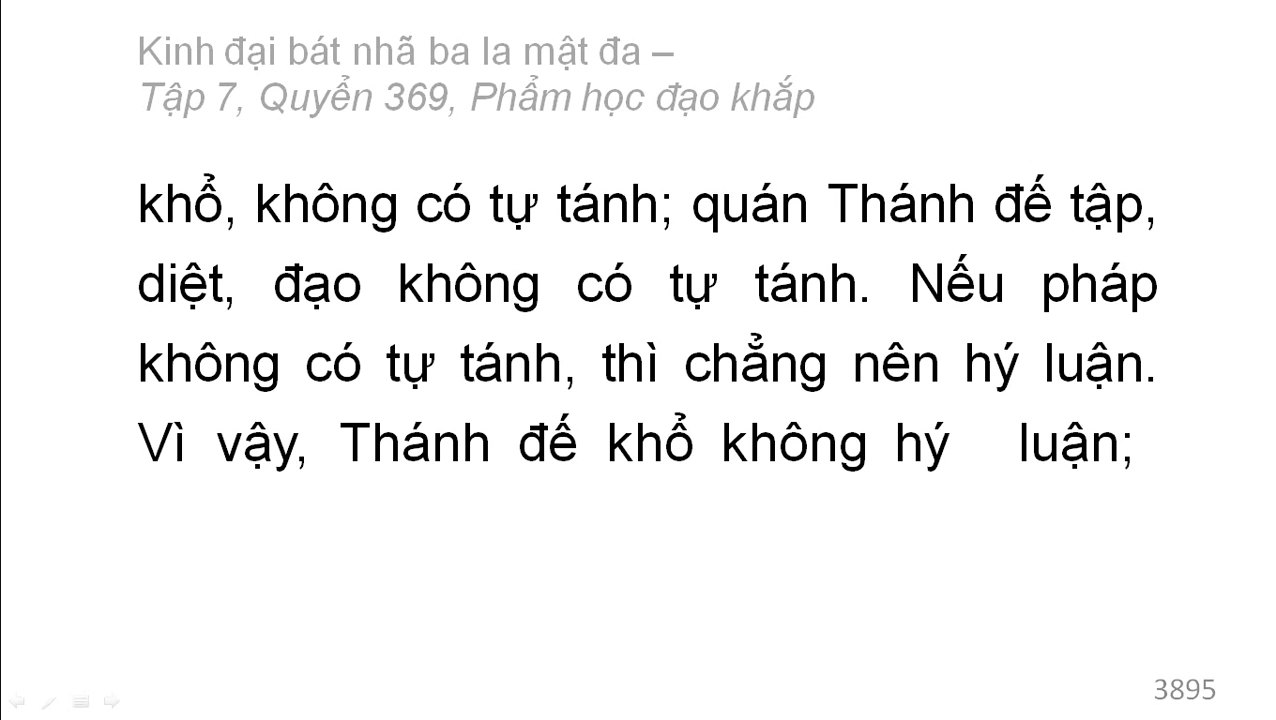 Kinh đại bát nhã ba la mật đa –
Tập 7, Quyển 369, Phẩm học đạo khắp
khổ, không có tự tánh; quán Thánh đế tập,
diệt, đạo không có tự tánh. Nếu pháp
không có tự tánh, thì chẳng nên hý luận.
Vì vậy, Thánh đế khổ không hý luận;
3895